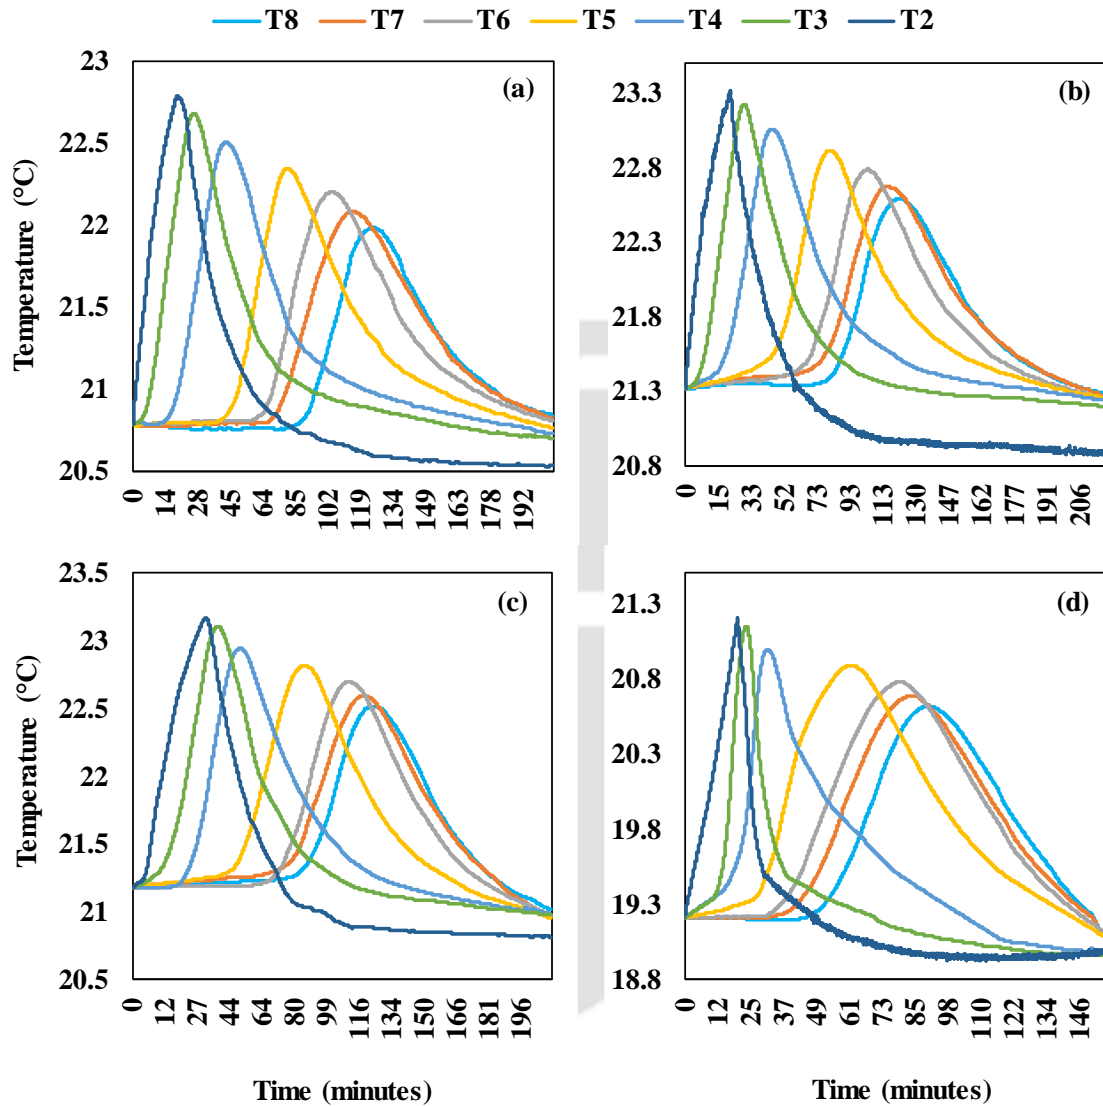 T8 T7 T6 T5 T4 T3 T2
(a)
Temperature (°C)
23
22.5
22
21.5
21
20.5
0 14 28 45 64 85 102 119 134 149 163 178 192
(b)
23.3
22.8
22.3
21.8
21.3
20.8
0 15 33 52 73 93 113 130 147 162 177 191 206
(c)
Temperature (°C)
23.5
23
22.5
22
21.5
21
20.5
0 12 27 44 64 80 99 116 134 150 166 181 196
Time (minutes)
(d)
21.3
20.8
20.3
19.8
19.3
18.8
0 12 25 37 49 61 73 85 98 110 122 134 146
Time (minutes)